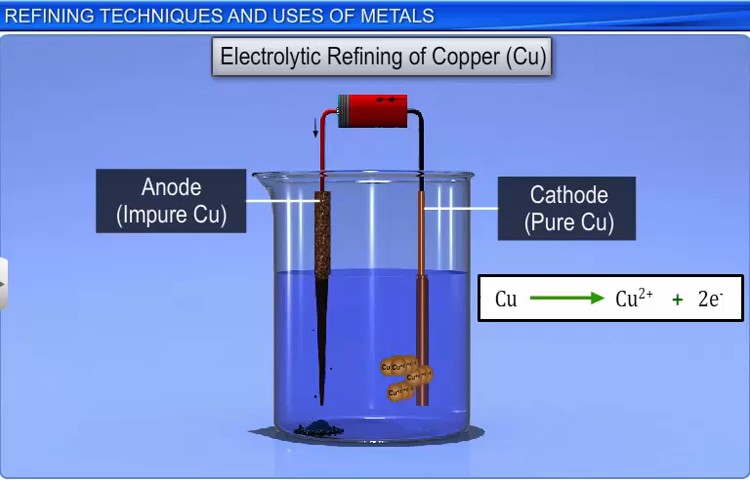 REFINING TECHNIQUES AND USES OF METALS
Electrolytic Refining of Copper (Cu)
Anode
(Impure Cu)
Cathode
(Pure Cu)
Cu → Cu²⁺ + 2e⁻